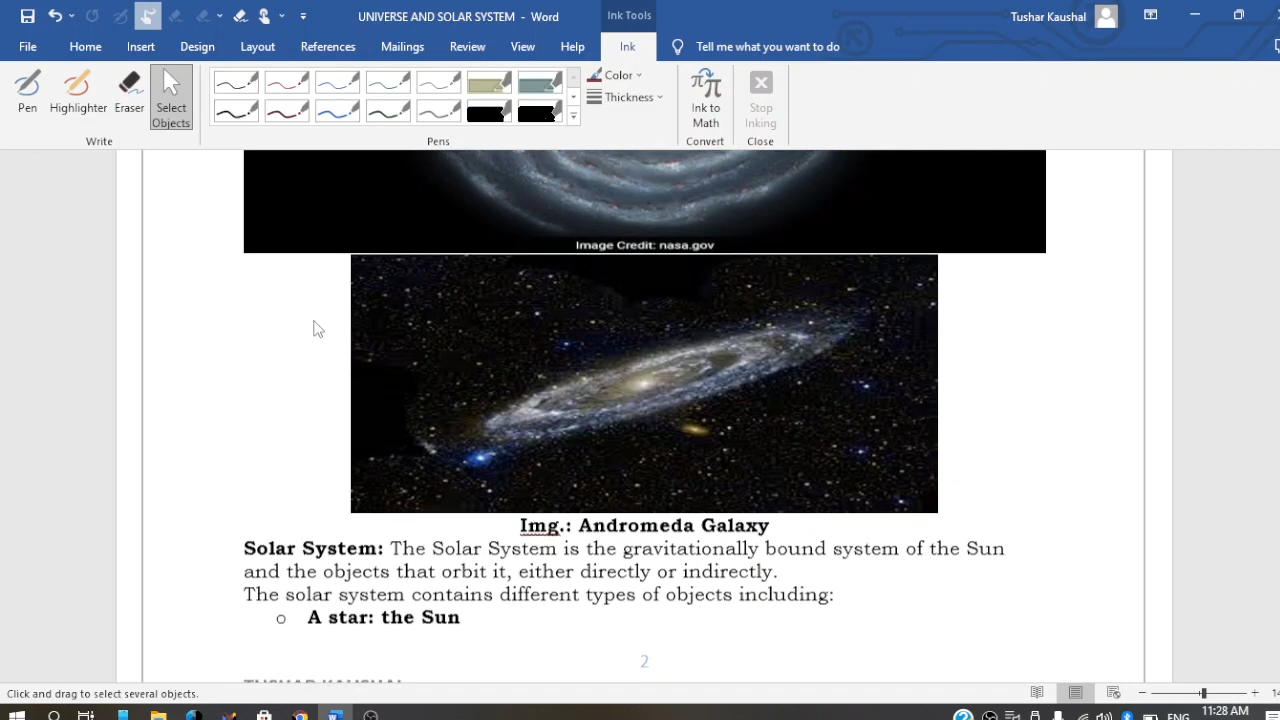 UNIVERSE AND SOLAR SYSTEM - Word
Ink Tools
Tushar Kaushal
File Home Insert Design Layout References Mailings Review View Help Ink Tell me what you want to do
Pen
Highlighter
Eraser
Select Objects
Color
Thickness
Ink to Math
Stop Inking
Write
Pens
Convert
Close
Image Credit: nasa.gov
Img.: Andromeda Galaxy
Solar System: The Solar System is the gravitationally bound system of the Sun
and the objects that orbit it, either directly or indirectly.
The solar system contains different types of objects including:
o A star: the Sun
2
TUSHAR KAUSHAL
Click and drag to select several objects.
ENG
11:28 AM